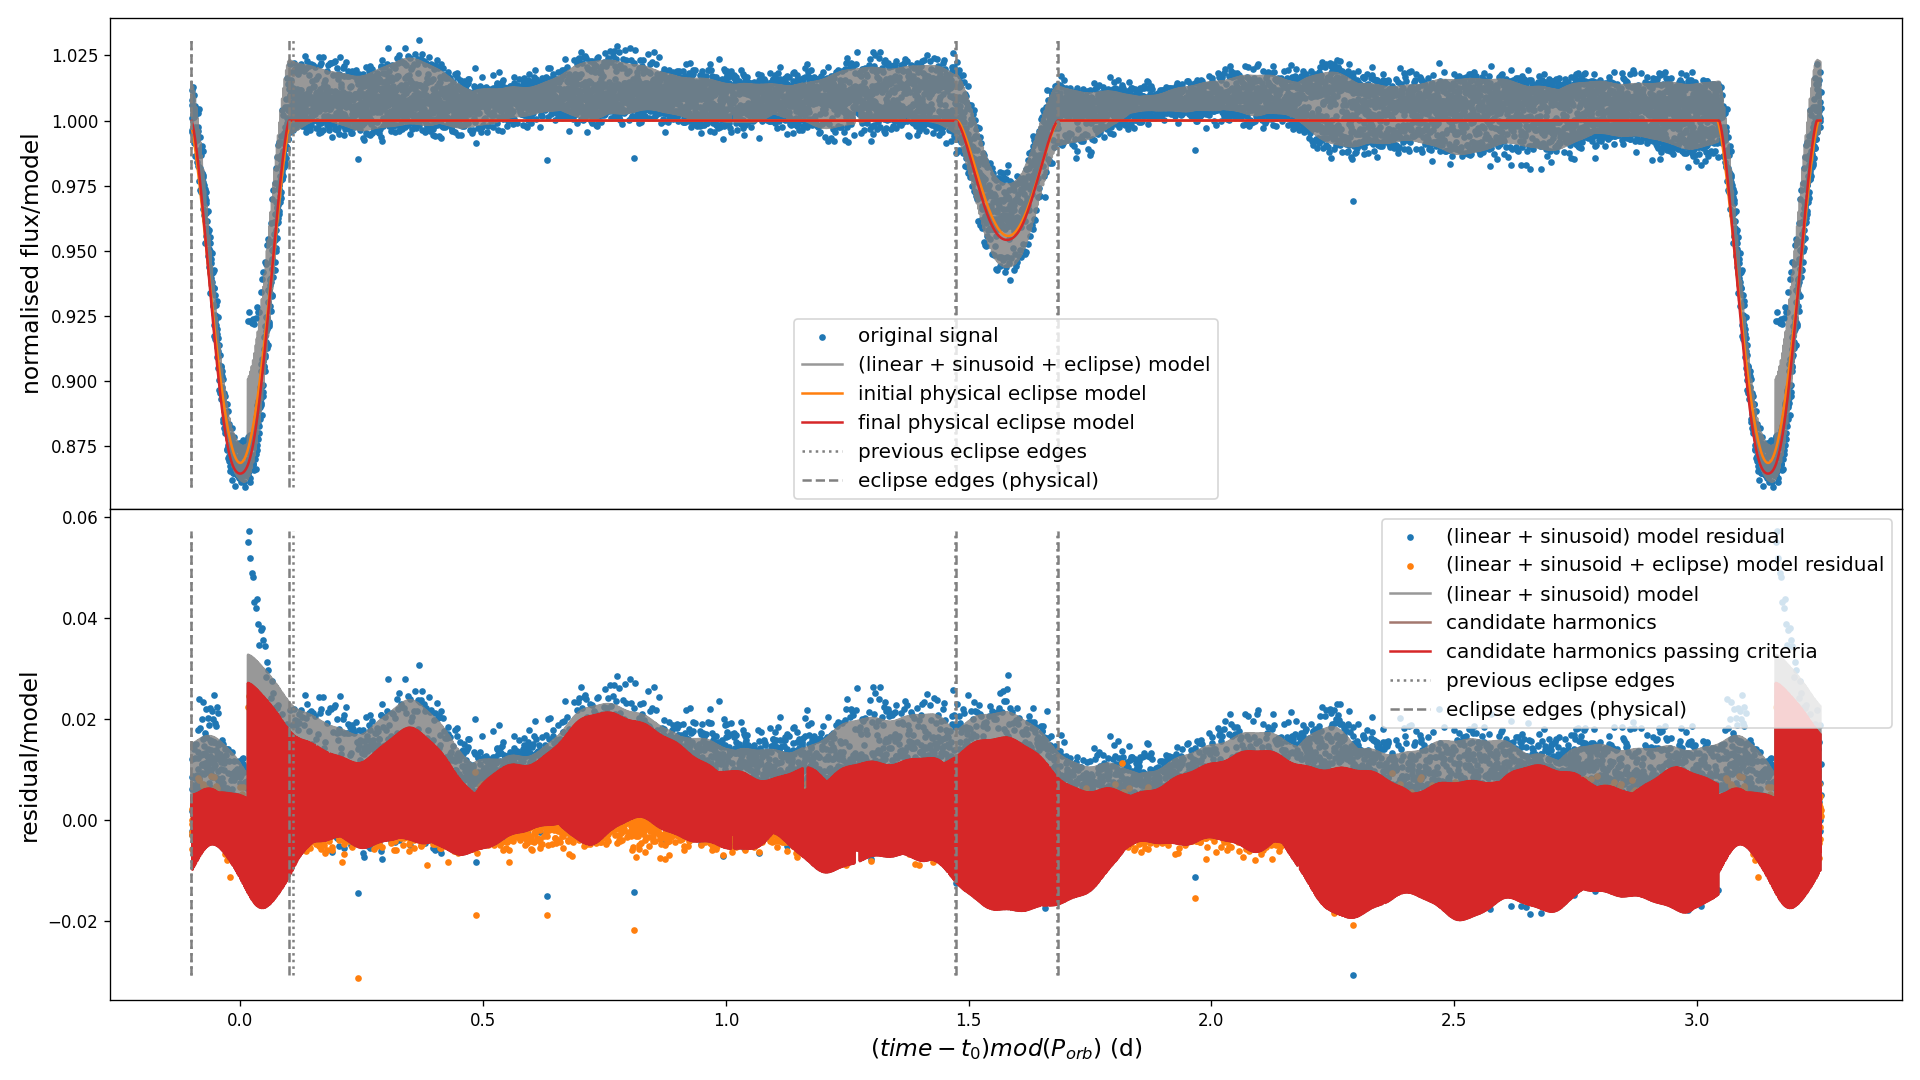 normalised flux/model
1.025
1.000
0.975
0.950
0.925
0.900
0.875
original signal
(linear + sinusoid + eclipse) model
initial physical eclipse model
final physical eclipse model
previous eclipse edges
eclipse edges (physical)
residual/model
0.06
0.04
0.02
0.00
−0.02
(linear + sinusoid) model residual
(linear + sinusoid + eclipse) model residual
(linear + sinusoid) model
candidate harmonics
candidate harmonics passing criteria
previous eclipse edges
eclipse edges (physical)
0.0 0.5 1.0 1.5 2.0 2.5 3.0
(time − t₀)mod(P_orb) (d)